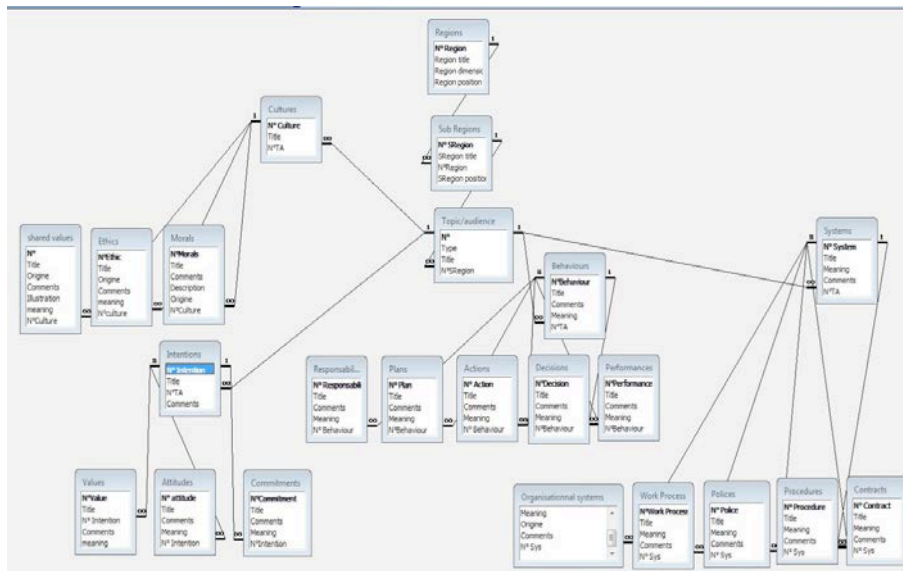 Regions
N° Region
Region title
Region dimensic
Region position
Cultures
N° Culture
Title
N°TA
Sub Regions
N° SRegion
SRegion title
N°Region
SRegion position
Topic/audience
N°
Type
Title
N°SRegion
shared values
N°
Title
Origine
Comments
Illustration
meaning
N°Culture
Ethics
N°Ethic
Title
Origine
Comments
meaning
N°culture
Morals
N°Morals
Title
Comments
Description
Origine
N°Culture
Systems
N° System
Title
Meaning
Comments
N°TA
Behaviours
N°Behaviour
Title
Comments
Meaning
N°TA
Intentions
N° Intention
Title
N°TA
Comments
Responsabil...
N° Responsabili
Title
Comments
Meaning
N° Behaviour
Plans
N° Plan
Title
Comments
Meaning
N°Behaviour
Actions
N° Action
Title
Comments
Meaning
N° Behaviour
Decisions
N°Decision
Title
Comments
Meaning
N°Behaviour
Performances
N°Performance
Title
Comments
Meaning
N°Behaviour
Values
N°Value
Title
N° Intention
Comments
meaning
Attitudes
N° attitude
Title
Comments
Meaning
N° Intention
Commitments
N°Commitment
Title
Comments
Meaning
N°Intention
Organisationnal systems
Meaning
Origine
Comments
N° Sys
Work Process
N°Work Process
Title
Meaning
Comments
N° Sys
Polices
N° Police
Title
Meaning
Comments
N° Sys
Procedures
N° Procedure
Title
Meaning
Comments
N° Sys
Contracts
N° Contract
Title
Meaning
Comments
N° Sys